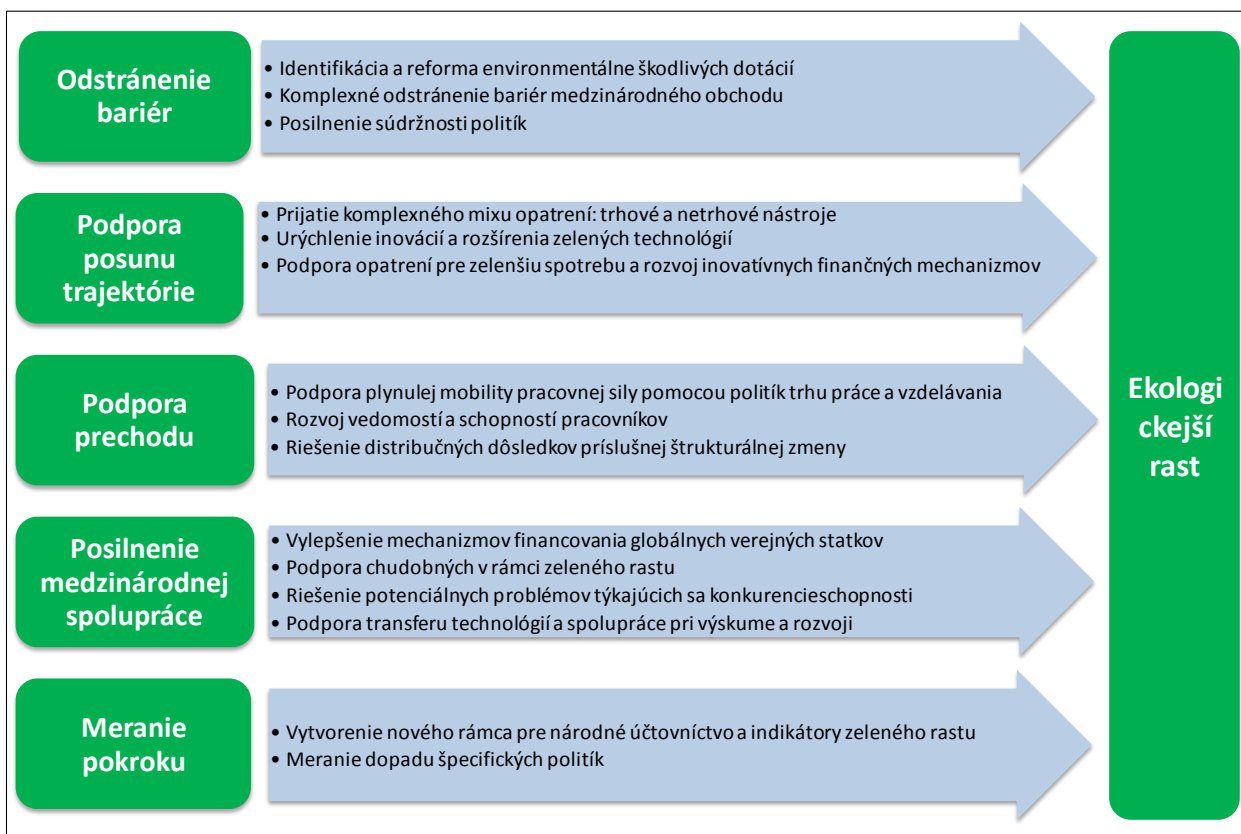 Odstránenie
bariér
• Identifikácia a reforma environmentálne škodlivých dotácií
• Komplexné odstránenie bariér medzinárodného obchodu
• Posilnenie súdržnosti politík
Podpora
posunu
trajektórie
• Prijatie komplexného mixu opatrení: trhové a netrhové nástroje
• Urýchlenie inovácií a rozšírenia zelených technológií
• Podpora opatrení pre zelenšiu spotrebu a rozvoj inovatívnych finančných mechanizmov
Podpora
prechodu
• Podpora plynulej mobility pracovnej sily pomocou politík trhu práce a vzdelávania
• Rozvoj vedomostí a schopností pracovníkov
• Riešenie distribučných dôsledkov príslušnej štrukturálnej zmeny
Posilnenie
medzinárodnej
spolupráce
• Vylepšenie mechanizmov financovania globálnych verejných statkov
• Podpora chudobných v rámci zeleného rastu
• Riešenie potenciálnych problémov týkajúcich sa konkurencieschopnosti
• Podpora transferu technológií a spolupráce pri výskume a rozvoji
Meranie
pokroku
• Vytvorenie nového rámca pre národné účtovníctvo a indikátory zeleného rastu
• Meranie dopadu špecifických politík
Ekologi
ckejší
rast